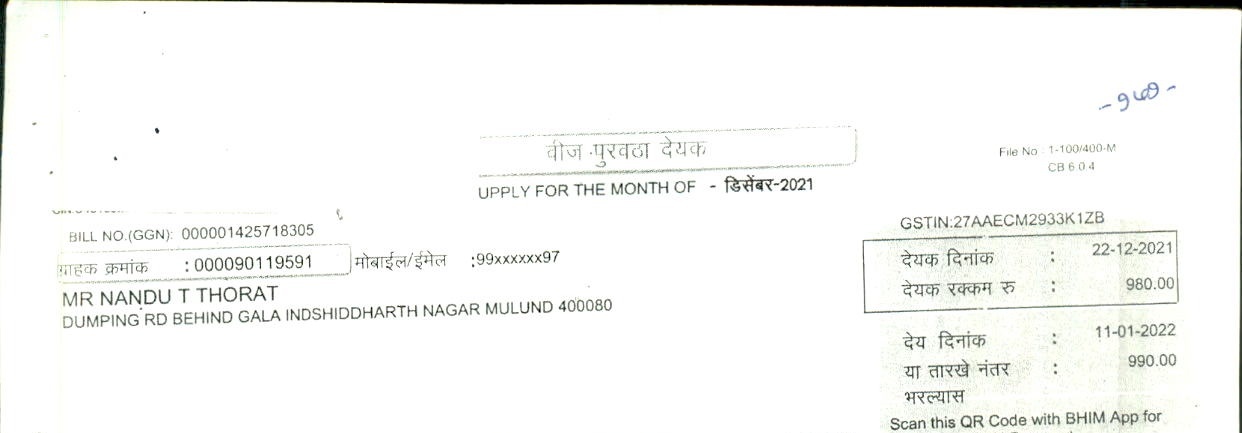 वीज पुरवठा देयक
File No : 1-100/400-M
CB 6.0.4
UPPLY FOR THE MONTH OF - डिसेंबर-2021
GSTIN:27AAECM2933K1ZB
BILL NO.(GGN): 000001425718305
ग्राहक क्रमांक :000090119591 मोबाईल/ईमेल :99xxxxxx97
MR NANDU T THORAT
DUMPING RD BEHIND GALA INDSHIDDHARTH NAGAR MULUND 400080
देयक दिनांक : 22-12-2021
देयक रक्कम रु : 980.00
देय दिनांक : 11-01-2022
या तारखे नंतर : 990.00
भरल्यास
Scan this QR Code with BHIM App for